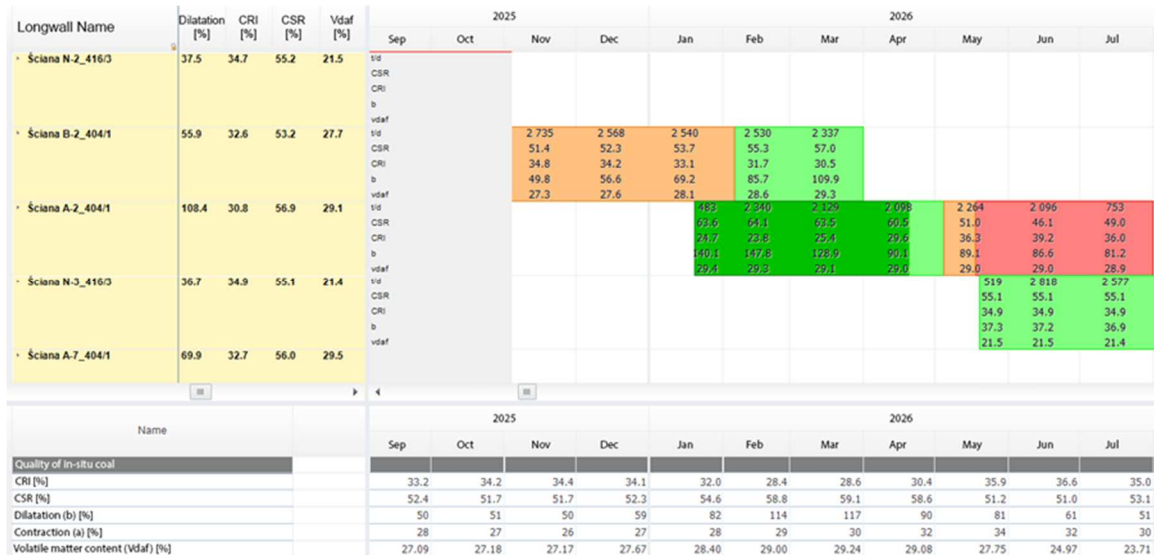 Longwall Name Dilatation [%] CRI [%] CSR [%] Vdaf [%] 2025 2026
Sep Oct Nov Dec Jan Feb Mar Apr May Jun Jul
Ściana N-2_416/3 37.5 34.7 55.2 21.5 t/d
CSR
CRI
b
vdaf
Ściana B-2_404/1 55.9 32.6 53.2 27.7 t/d 2 735 2 568 2 540 2 530 2 337
CSR 51.4 52.3 53.7 55.3 57.0
CRI 34.8 34.2 33.1 31.7 30.5
b 49.8 56.6 69.2 85.7 109.9
vdaf 27.3 27.6 28.1 28.6 29.3
Ściana A-2_404/1 108.4 30.8 56.9 29.1 t/d 483 2 340 2 129 2 098 2 264 2 096 753
CSR 63.6 64.1 63.5 60.5 51.0 46.1 49.0
CRI 24.7 23.8 25.4 29.6 36.3 39.2 36.0
b 140.1 147.8 128.9 90.1 89.1 86.6 81.2
vdaf 29.4 29.3 29.1 29.0 29.0 29.0 28.9
Ściana N-3_416/3 36.7 34.9 55.1 21.4 t/d 519 2 818 2 577
CSR 55.1 55.1 55.1
CRI 34.9 34.9 34.9
b 37.3 37.2 36.9
vdaf 21.5 21.5 21.4
Ściana A-7_404/1 69.9 32.7 56.0 29.5
Name 2025 2026
Sep Oct Nov Dec Jan Feb Mar Apr May Jun Jul
Quality of in-situ coal
CRI [%] 33.2 34.2 34.4 34.1 32.0 28.4 28.6 30.4 35.9 36.6 35.0
CSR [%] 52.4 51.7 51.7 52.3 54.6 58.8 59.1 58.6 51.2 51.0 53.1
Dilatation (b) [%] 50 51 50 59 82 114 117 90 81 61 51
Contraction (a) [%] 28 27 26 27 28 29 30 32 34 32 30
Volatile matter content (Vdaf) [%] 27.09 27.18 27.17 27.67 28.40 29.00 29.24 29.08 27.75 24.97 23.71